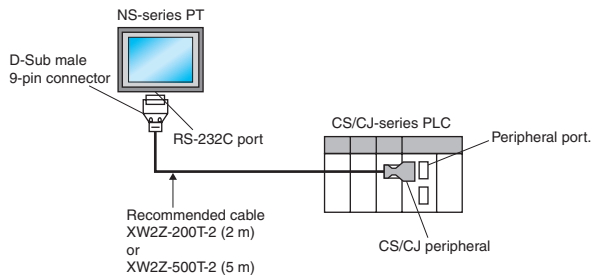 NS-series PT
D-Sub male
9-pin connector
RS-232C port
CS/CJ-series PLC
Peripheral port.
Recommended cable
XW2Z-200T-2 (2 m)
or
XW2Z-500T-2 (5 m)
CS/CJ peripheral